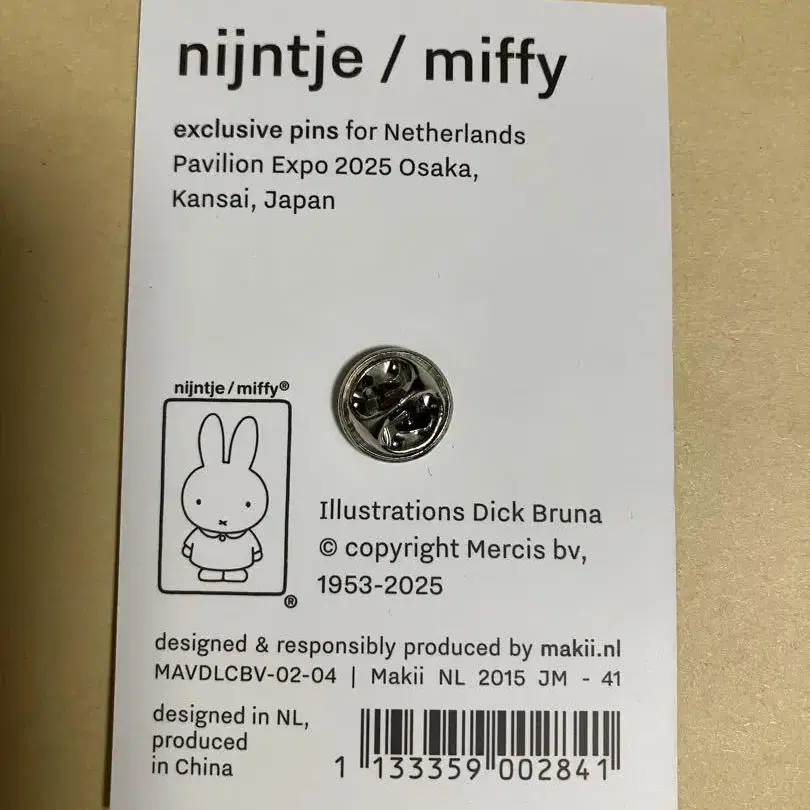 nijntje / miffy
exclusive pins for Netherlands
Pavilion Expo 2025 Osaka,
Kansai, Japan
nijntje / miffy®
®
Illustrations Dick Bruna
© copyright Mercis bv,
1953-2025
designed & responsibly produced by makii.nl
MAVDLCBV-02-04 | Makii NL 2015 JM - 41
designed in NL,
produced
in China
1 133359 002841